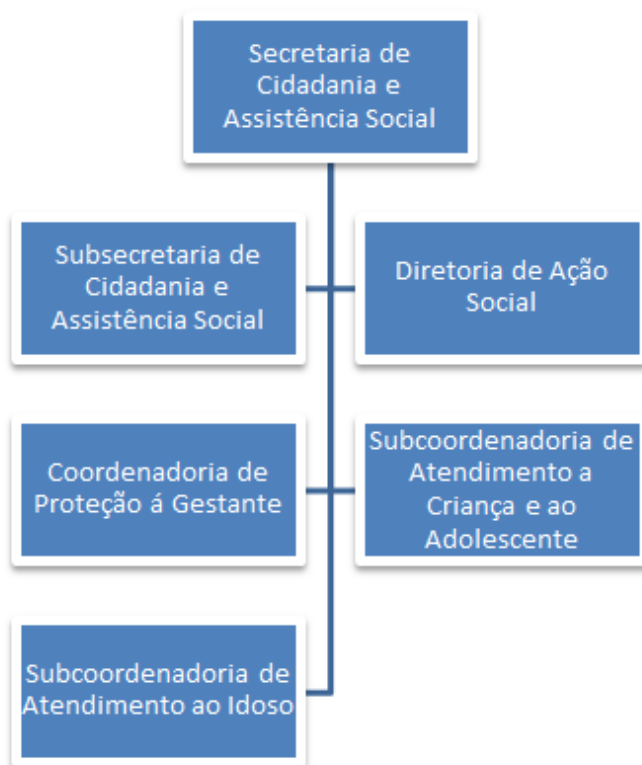 Secretaria de
Cidadania e
Assistência Social
Subsecretaria de
Cidadania e
Assistência Social
Diretoria de Ação
Social
Coordenadoria de
Proteção á Gestante
Subcoordenadoria de
Atendimento a
Criança e ao
Adolescente
Subcoordenadoria de
Atendimento ao Idoso